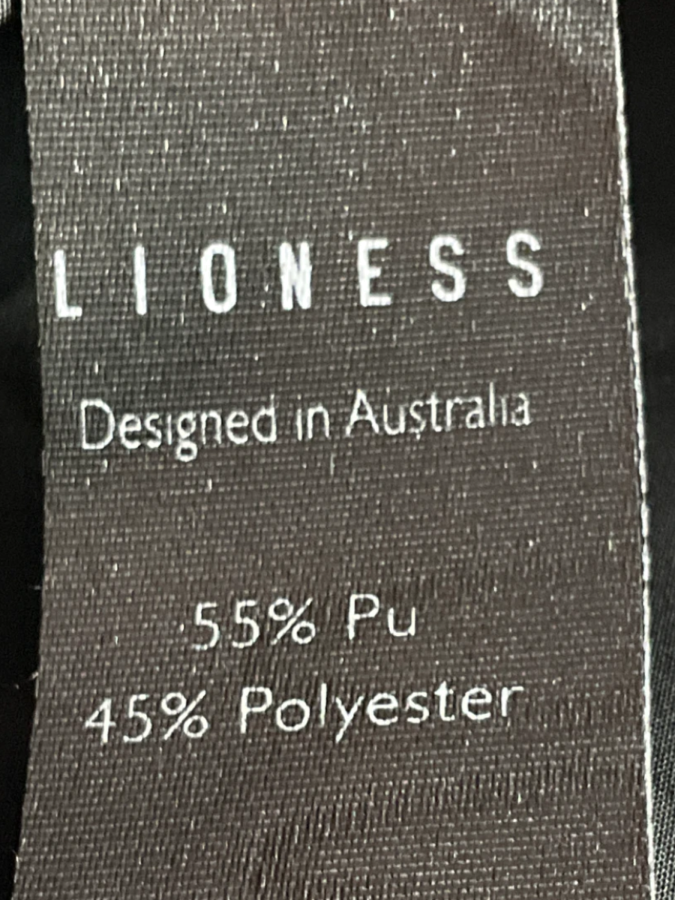 LIONESS
Designed in Australia
55% Pu
45% Polyester